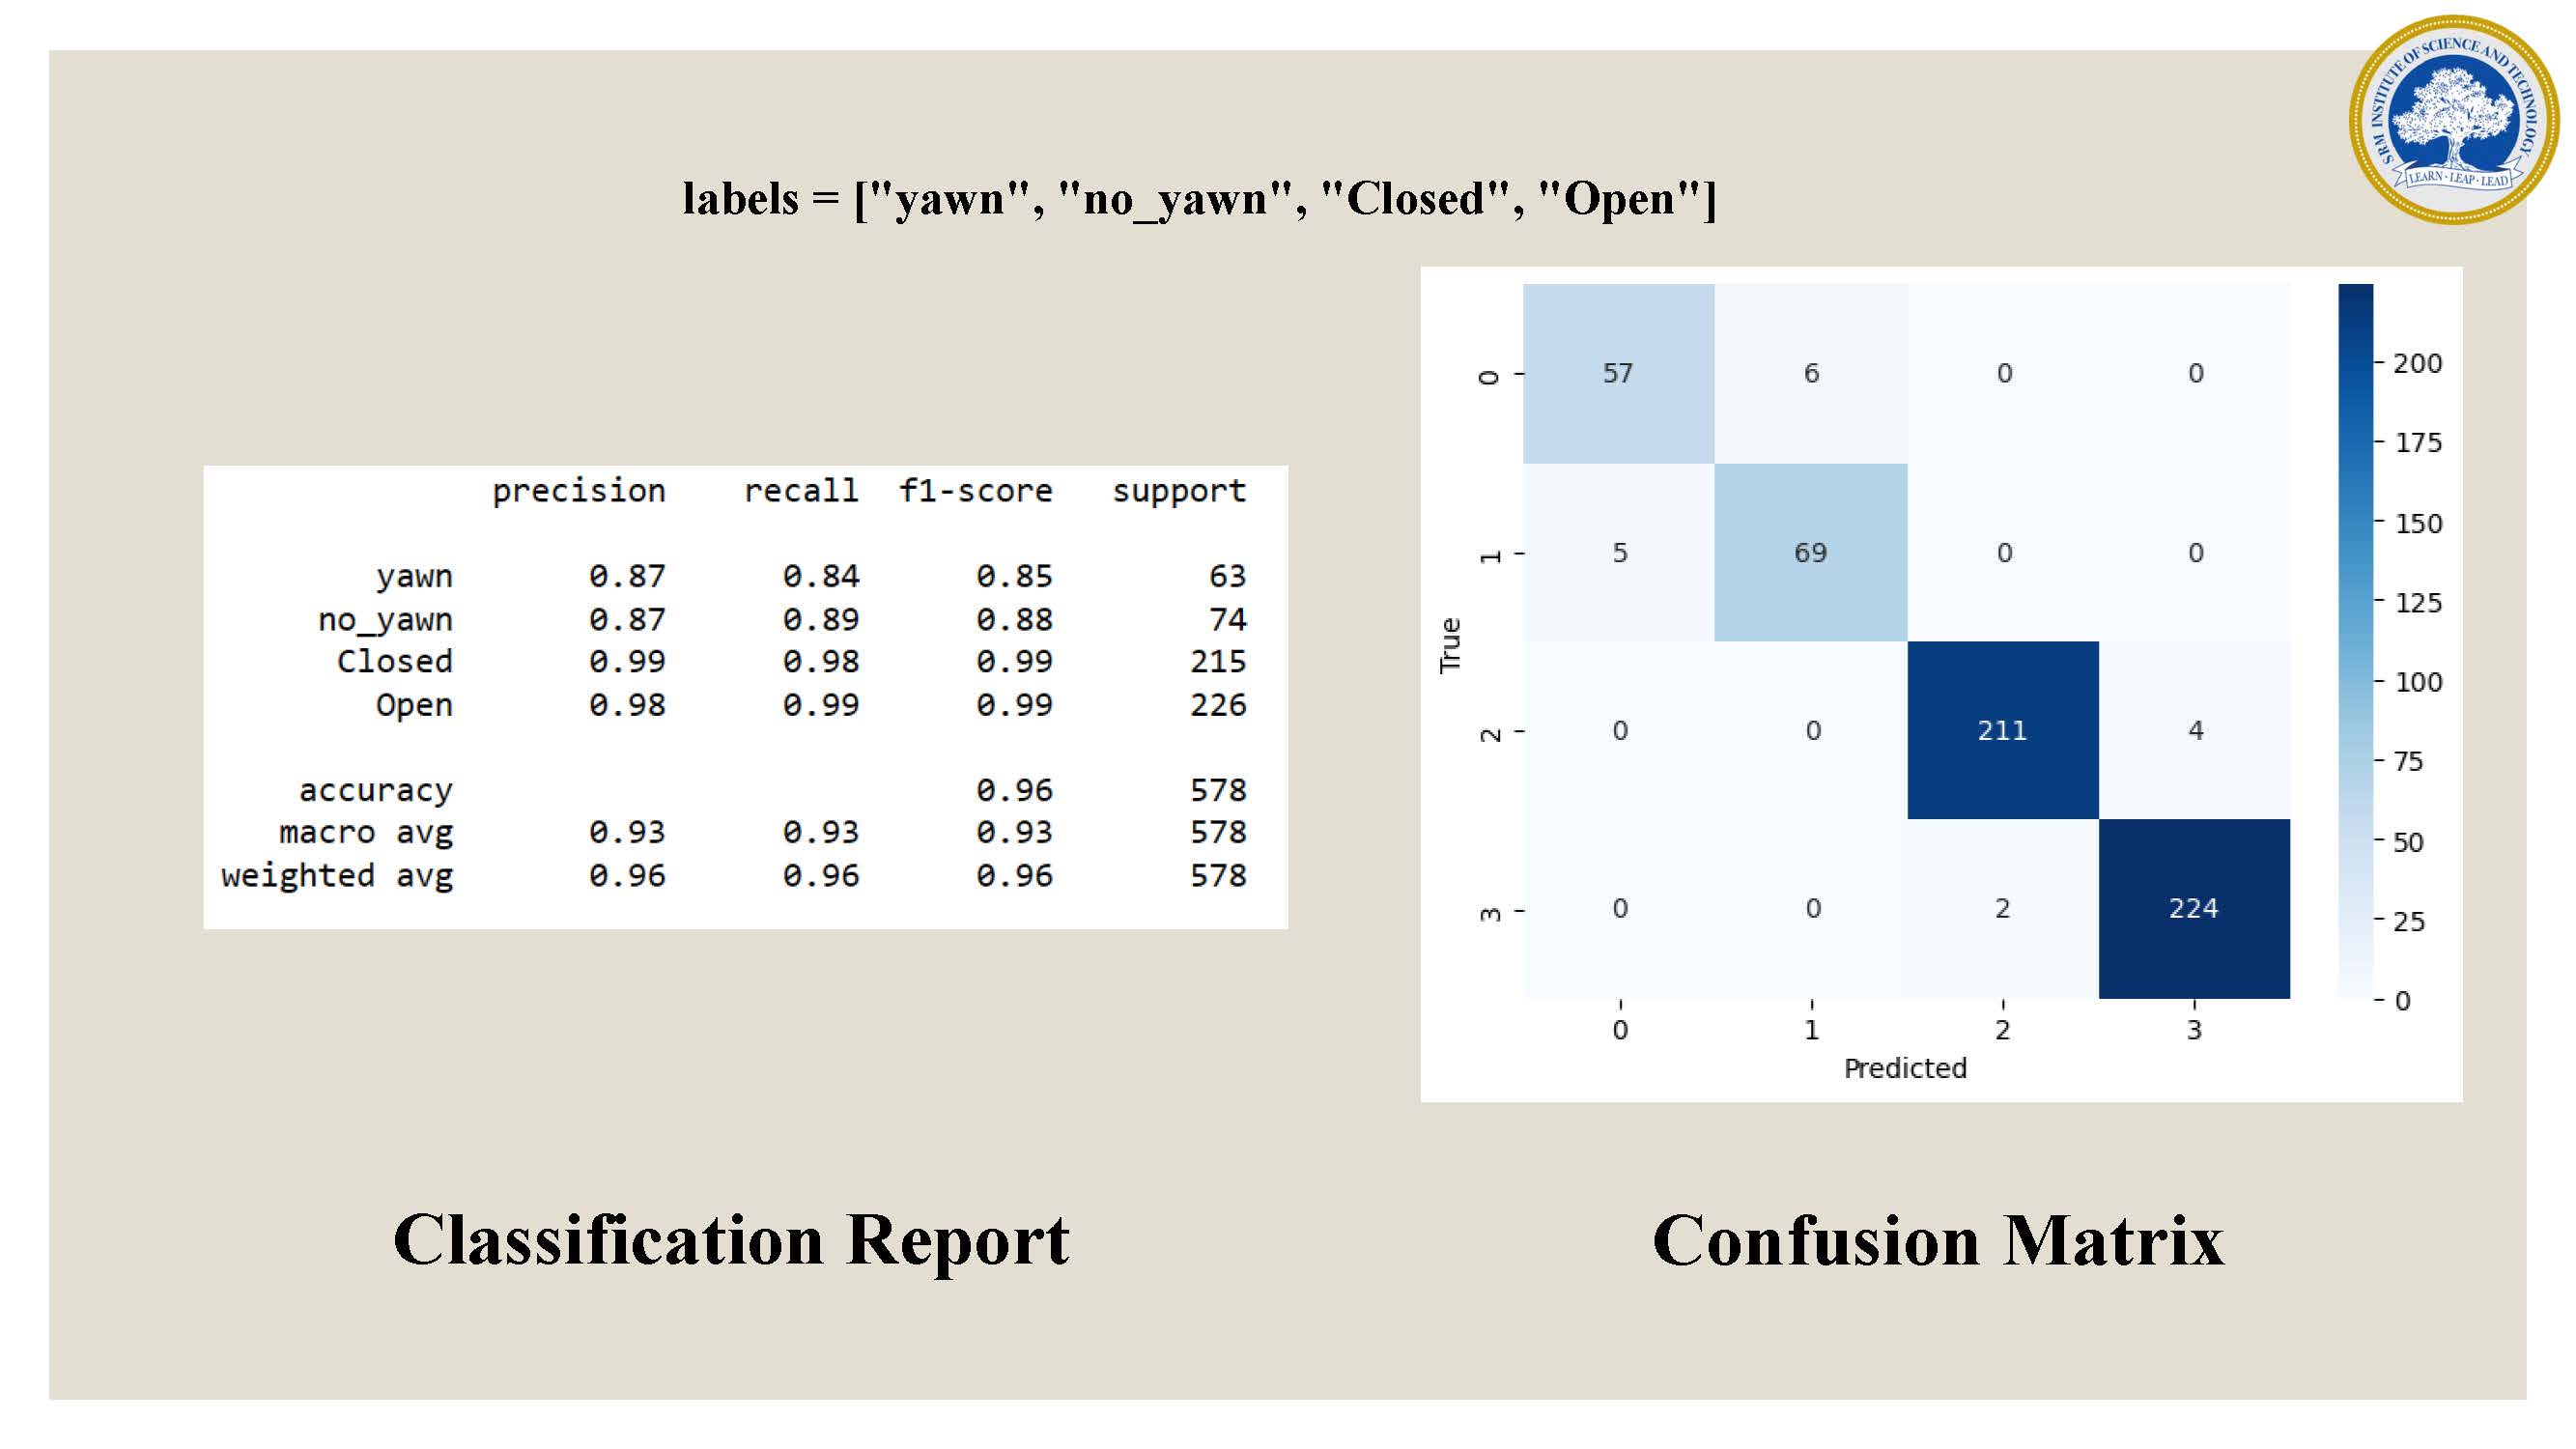 SRM INSTITUTE OF SCIENCE AND TECHNOLOGY
LEARN · LEAP · LEAD
labels = ["yawn", "no_yawn", "Closed", "Open"]
precision recall f1-score support
yawn 0.87 0.84 0.85 63
no_yawn 0.87 0.89 0.88 74
Closed 0.99 0.98 0.99 215
Open 0.98 0.99 0.99 226
accuracy 0.96 578
macro avg 0.93 0.93 0.93 578
weighted avg 0.96 0.96 0.96 578
Classification Report
True
0 57 6 0 0
1 5 69 0 0
2 0 0 211 4
3 0 0 2 224
0 1 2 3
Predicted
200
175
150
125
100
75
50
25
0
Confusion Matrix